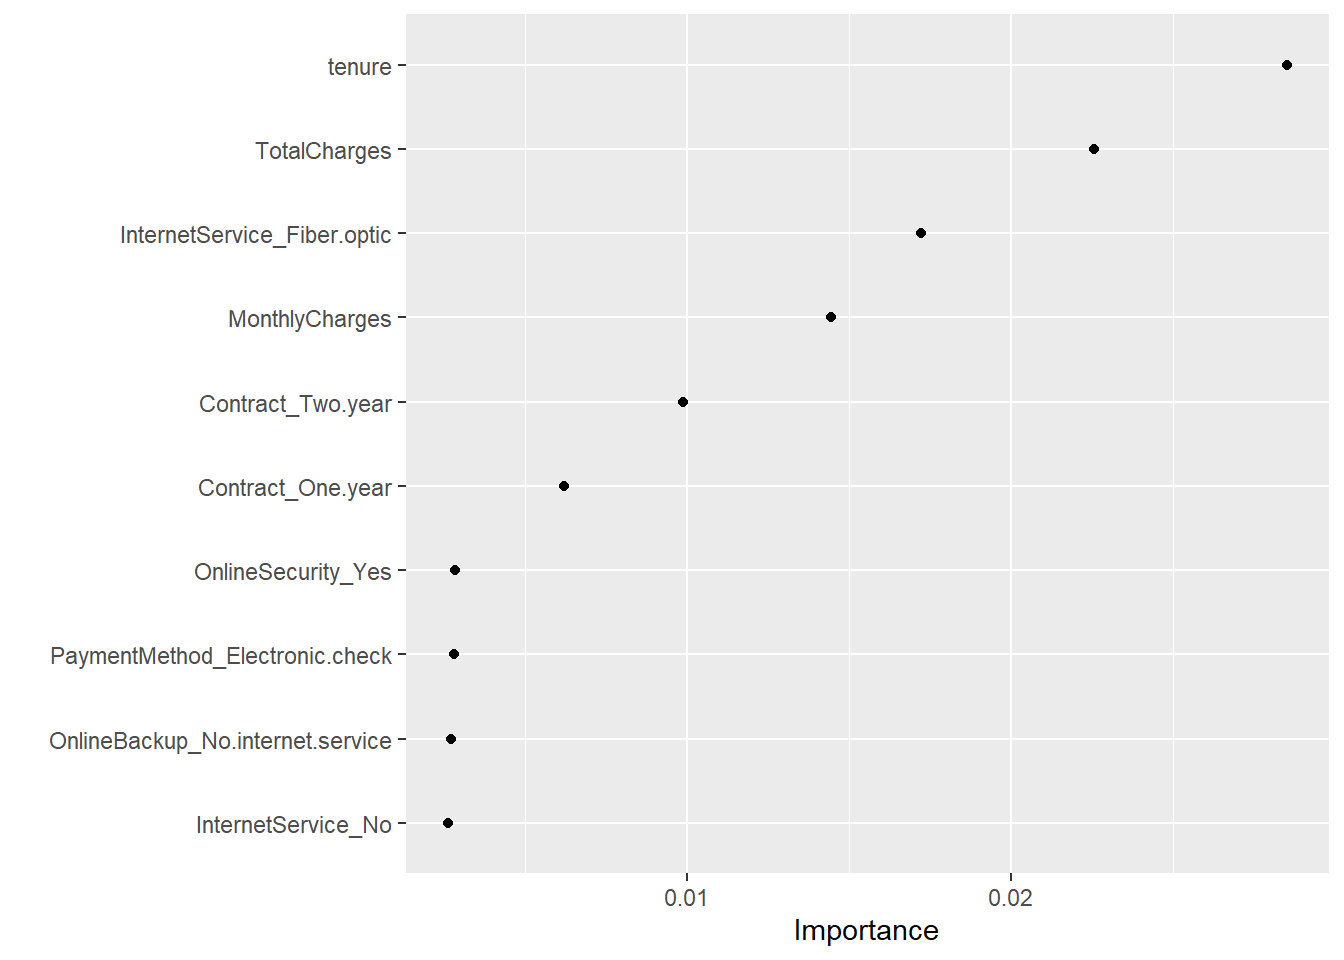 tenure
TotalCharges
InternetService_Fiber.optic
MonthlyCharges
Contract_Two.year
Contract_One.year
OnlineSecurity_Yes
PaymentMethod_Electronic.check
OnlineBackup_No.internet.service
InternetService_No
0.01 0.02
Importance